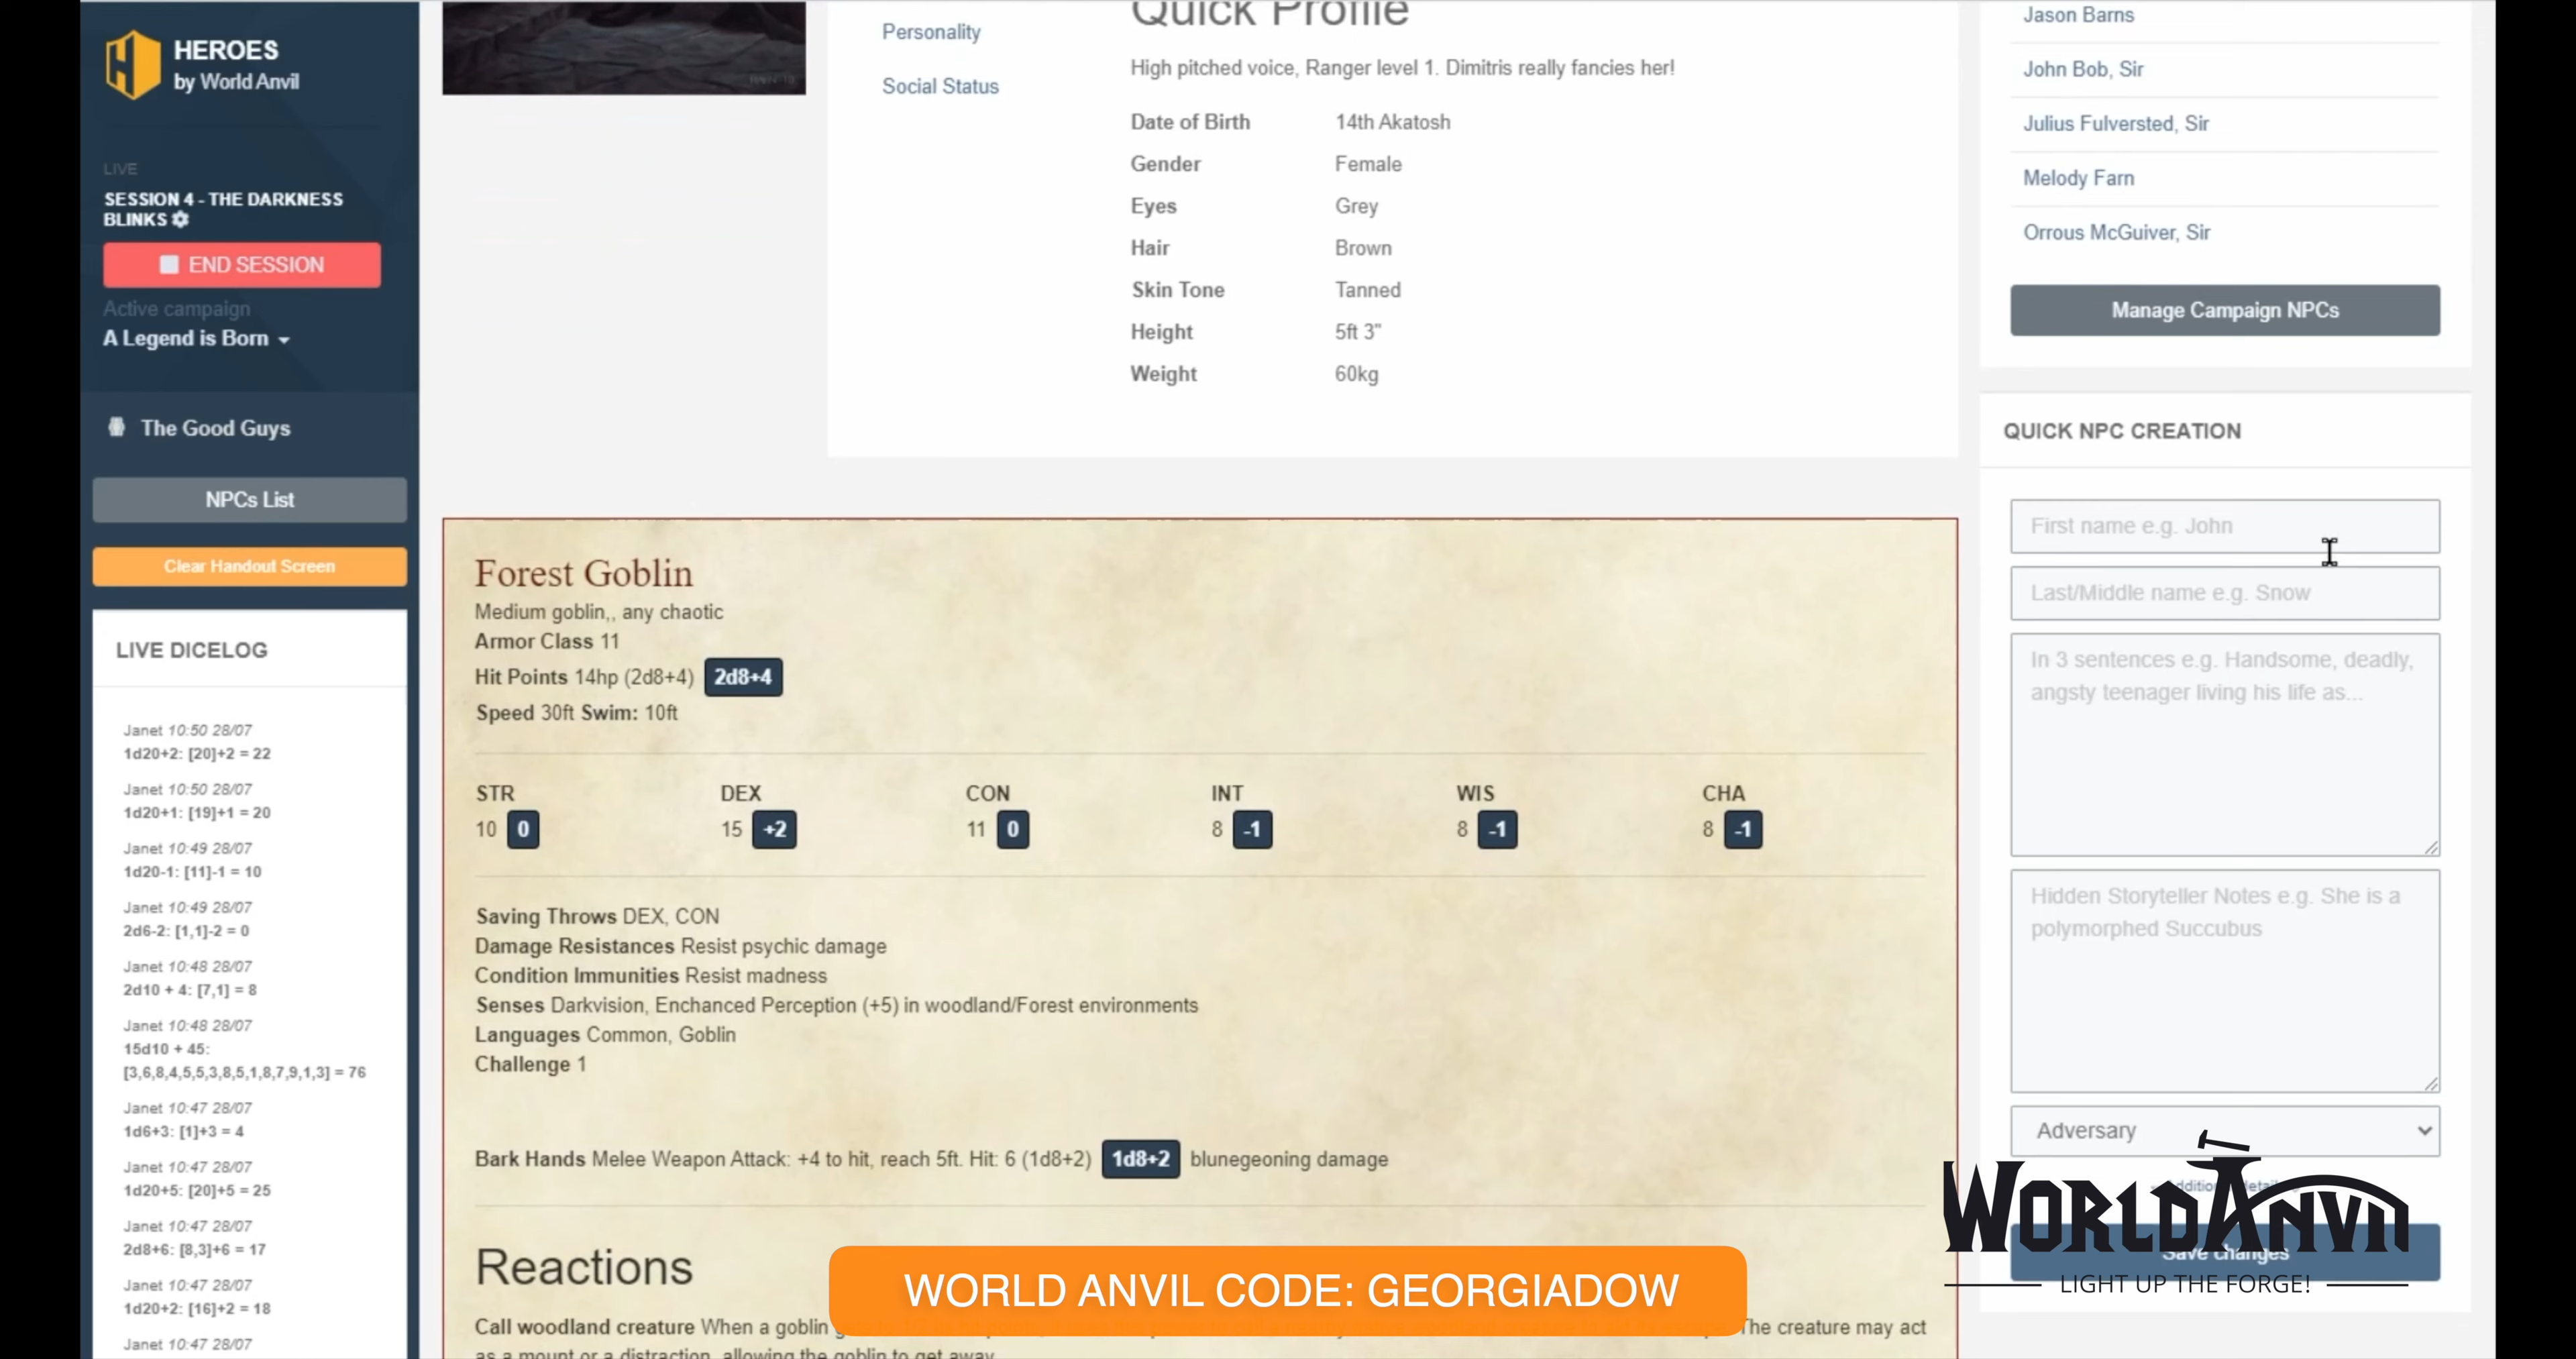 HEROES
by World Anvil
LIVE
SESSION 4 - THE DARKNESS
BLINKS
END SESSION
Active campaign
A Legend is Born
The Good Guys
NPCs List
Clear Handout Screen
LIVE DICELOG
Janet 10:50 28/07
1d20+2: [20]+2 = 22
Janet 10:50 28/07
1d20+1: [19]+1 = 20
Janet 10:49 28/07
1d20-1: [11]-1 = 10
Janet 10:49 28/07
2d6-2: [1,1]-2 = 0
Janet 10:48 28/07
2d10 + 4: [7,1] = 8
Janet 10:48 28/07
15d10 + 45:
[3,6,8,4,5,5,3,8,5,1,8,7,9,1,3] = 76
Janet 10:47 28/07
1d6+3: [1]+3 = 4
Janet 10:47 28/07
1d20+5: [20]+5 = 25
Janet 10:47 28/07
2d8+6: [8,3]+6 = 17
Janet 10:47 28/07
1d20+2: [16]+2 = 18
Janet 10:47 28/07
Personality
Social Status
Quick Profile
High pitched voice, Ranger level 1. Dimitris really fancies her!
Date of Birth 14th Akatosh
Gender Female
Eyes Grey
Hair Brown
Skin Tone Tanned
Height 5ft 3"
Weight 60kg
Forest Goblin
Medium goblin,, any chaotic
Armor Class 11
Hit Points 14hp (2d8+4) 2d8+4
Speed 30ft Swim: 10ft
STR DEX CON INT WIS CHA
10 0 15 +2 11 0 8 -1 8 -1 8 -1
Saving Throws DEX, CON
Damage Resistances Resist psychic damage
Condition Immunities Resist madness
Senses Darkvision, Enchanced Perception (+5) in woodland/Forest environments
Languages Common, Goblin
Challenge 1
Bark Hands Melee Weapon Attack: +4 to hit, reach 5ft. Hit: 6 (1d8+2) 1d8+2 blunegeoning damage
Reactions
Call woodland creature When a goblin The creature may act
as a mount or a distraction, allowing the goblin to get away
WORLD ANVIL CODE: GEORGIADOW
Jason Barns
John Bob, Sir
Julius Fulversted, Sir
Melody Farn
Orrous McGuiver, Sir
Manage Campaign NPCs
QUICK NPC CREATION
First name e.g. John
Last/Middle name e.g. Snow
In 3 sentences e.g. Handsome, deadly,
angsty teenager living his life as...
Hidden Storyteller Notes e.g. She is a
polymorphed Succubus
Adversary
Save changes
WORLD ANVIL
LIGHT UP THE FORGE!